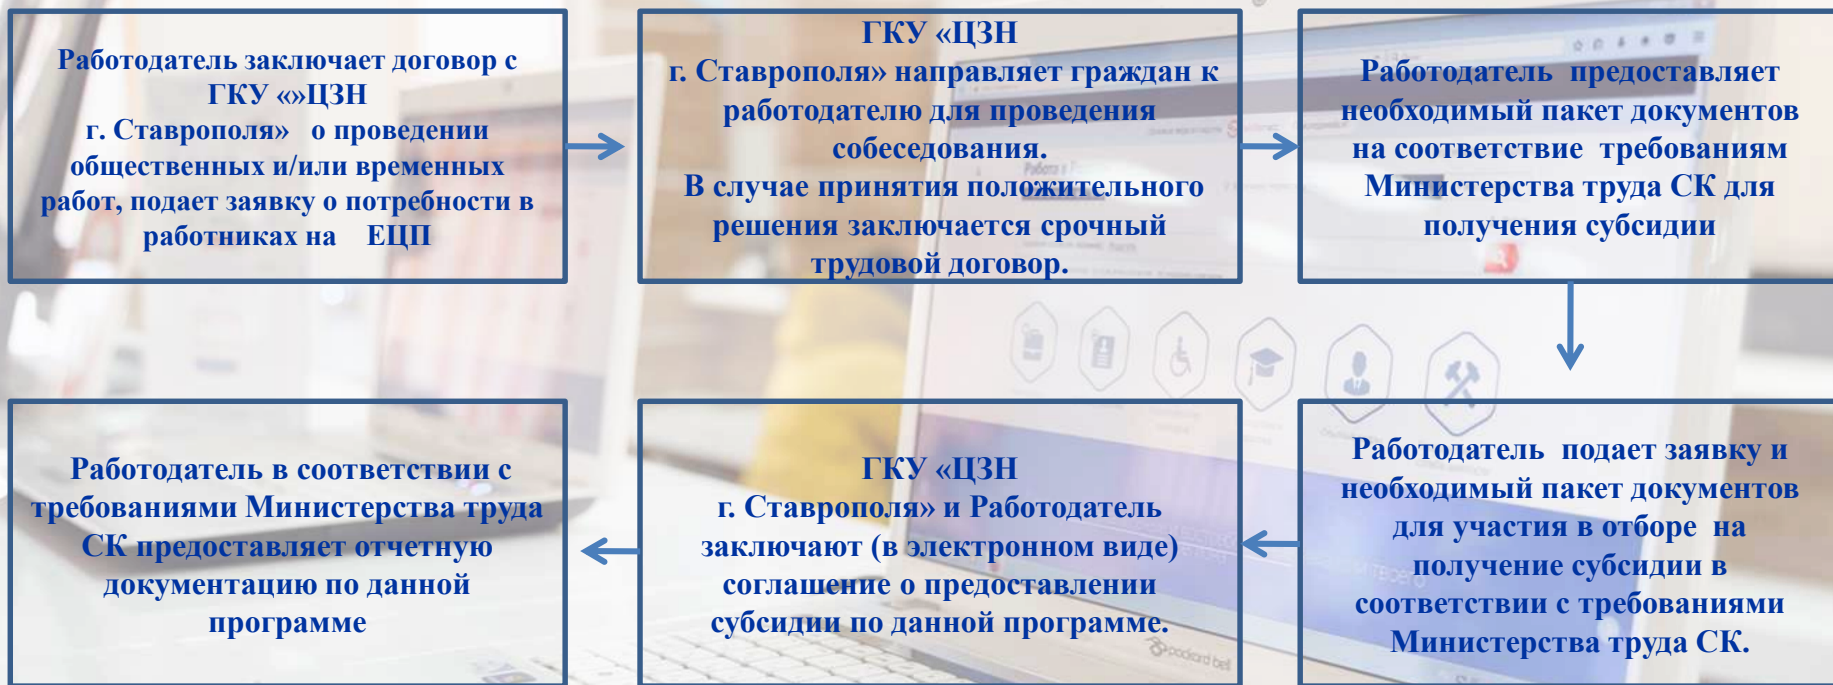 Работодатель заключает договор с
ГКУ «»ЦЗН
г. Ставрополя» о проведении
общественных и/или временных
работ, подает заявку о потребности в
работниках на ЕЦП
ГКУ «ЦЗН
г. Ставрополя» направляет граждан к
работодателю для проведения
собеседования.
В случае принятия положительного
решения заключается срочный
трудовой договор.
Работодатель предоставляет
необходимый пакет документов
на соответствие требованиям
Министерства труда СК для
получения субсидии
Работодатель подает заявку и
необходимый пакет документов
для участия в отборе на
получение субсидии в
соответствии с требованиями
Министерства труда СК.
ГКУ «ЦЗН
г. Ставрополя» и Работодатель
заключают (в электронном виде)
соглашение о предоставлении
субсидии по данной программе.
Работодатель в соответствии с
требованиями Министерства труда
СК предоставляет отчетную
документацию по данной
программе
packard bell